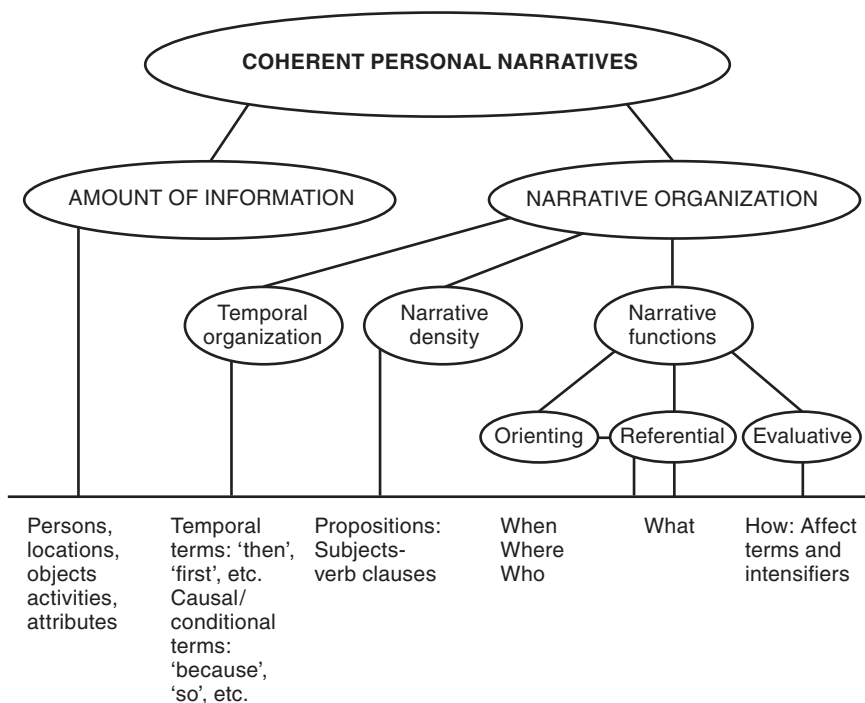 COHERENT PERSONAL NARRATIVES
AMOUNT OF INFORMATION
NARRATIVE ORGANIZATION
Temporal
organization
Narrative
density
Narrative
functions
Orienting
Referential
Evaluative
Persons,
locations,
objects
activities,
attributes
Temporal
terms: ‘then’,
‘first’, etc.
Causal/
conditional
terms:
‘because’,
‘so’, etc.
Propositions:
Subjects-
verb clauses
When
Where
Who
What
How: Affect
terms and
intensifiers